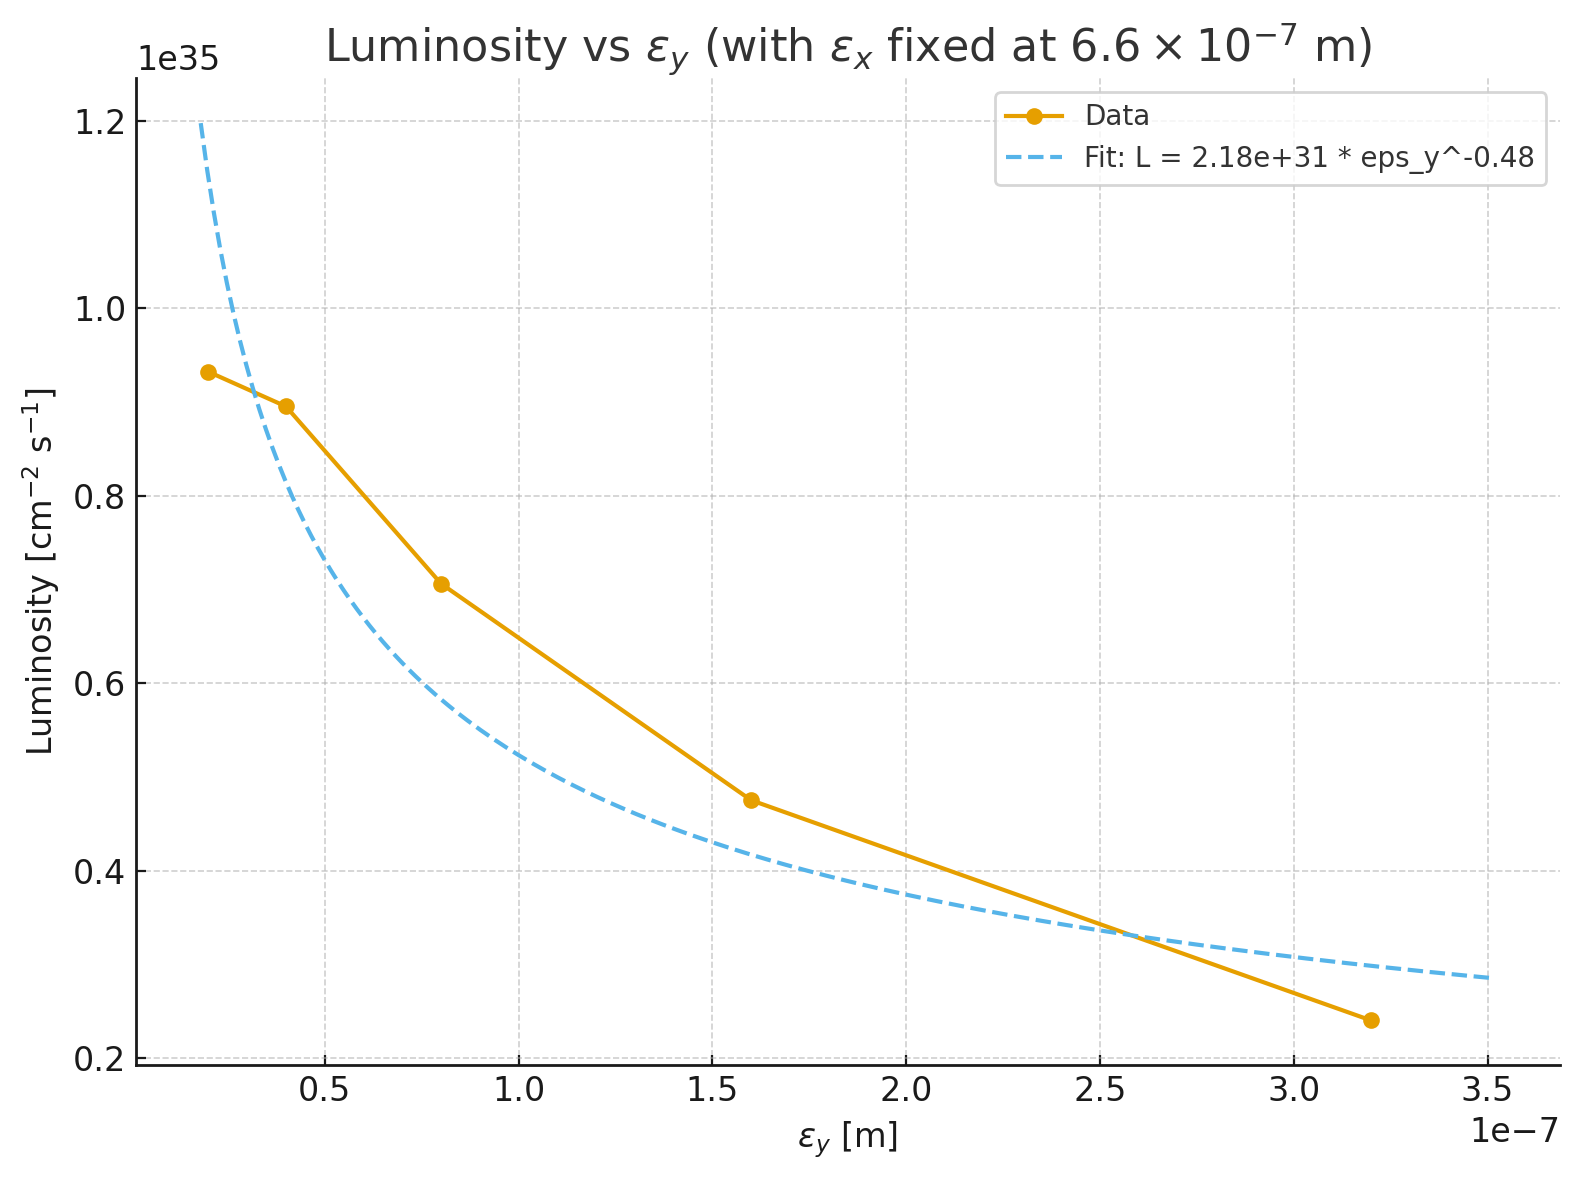 Luminosity vs εy (with εx fixed at 6.6 × 10⁻⁷ m)
1e35
Data
Fit: L = 2.18e+31 * eps_y^-0.48
1.2
1.0
0.8
0.6
0.4
0.2
Luminosity [cm⁻² s⁻¹]
0.5 1.0 1.5 2.0 2.5 3.0 3.5
1e−7
εy [m]